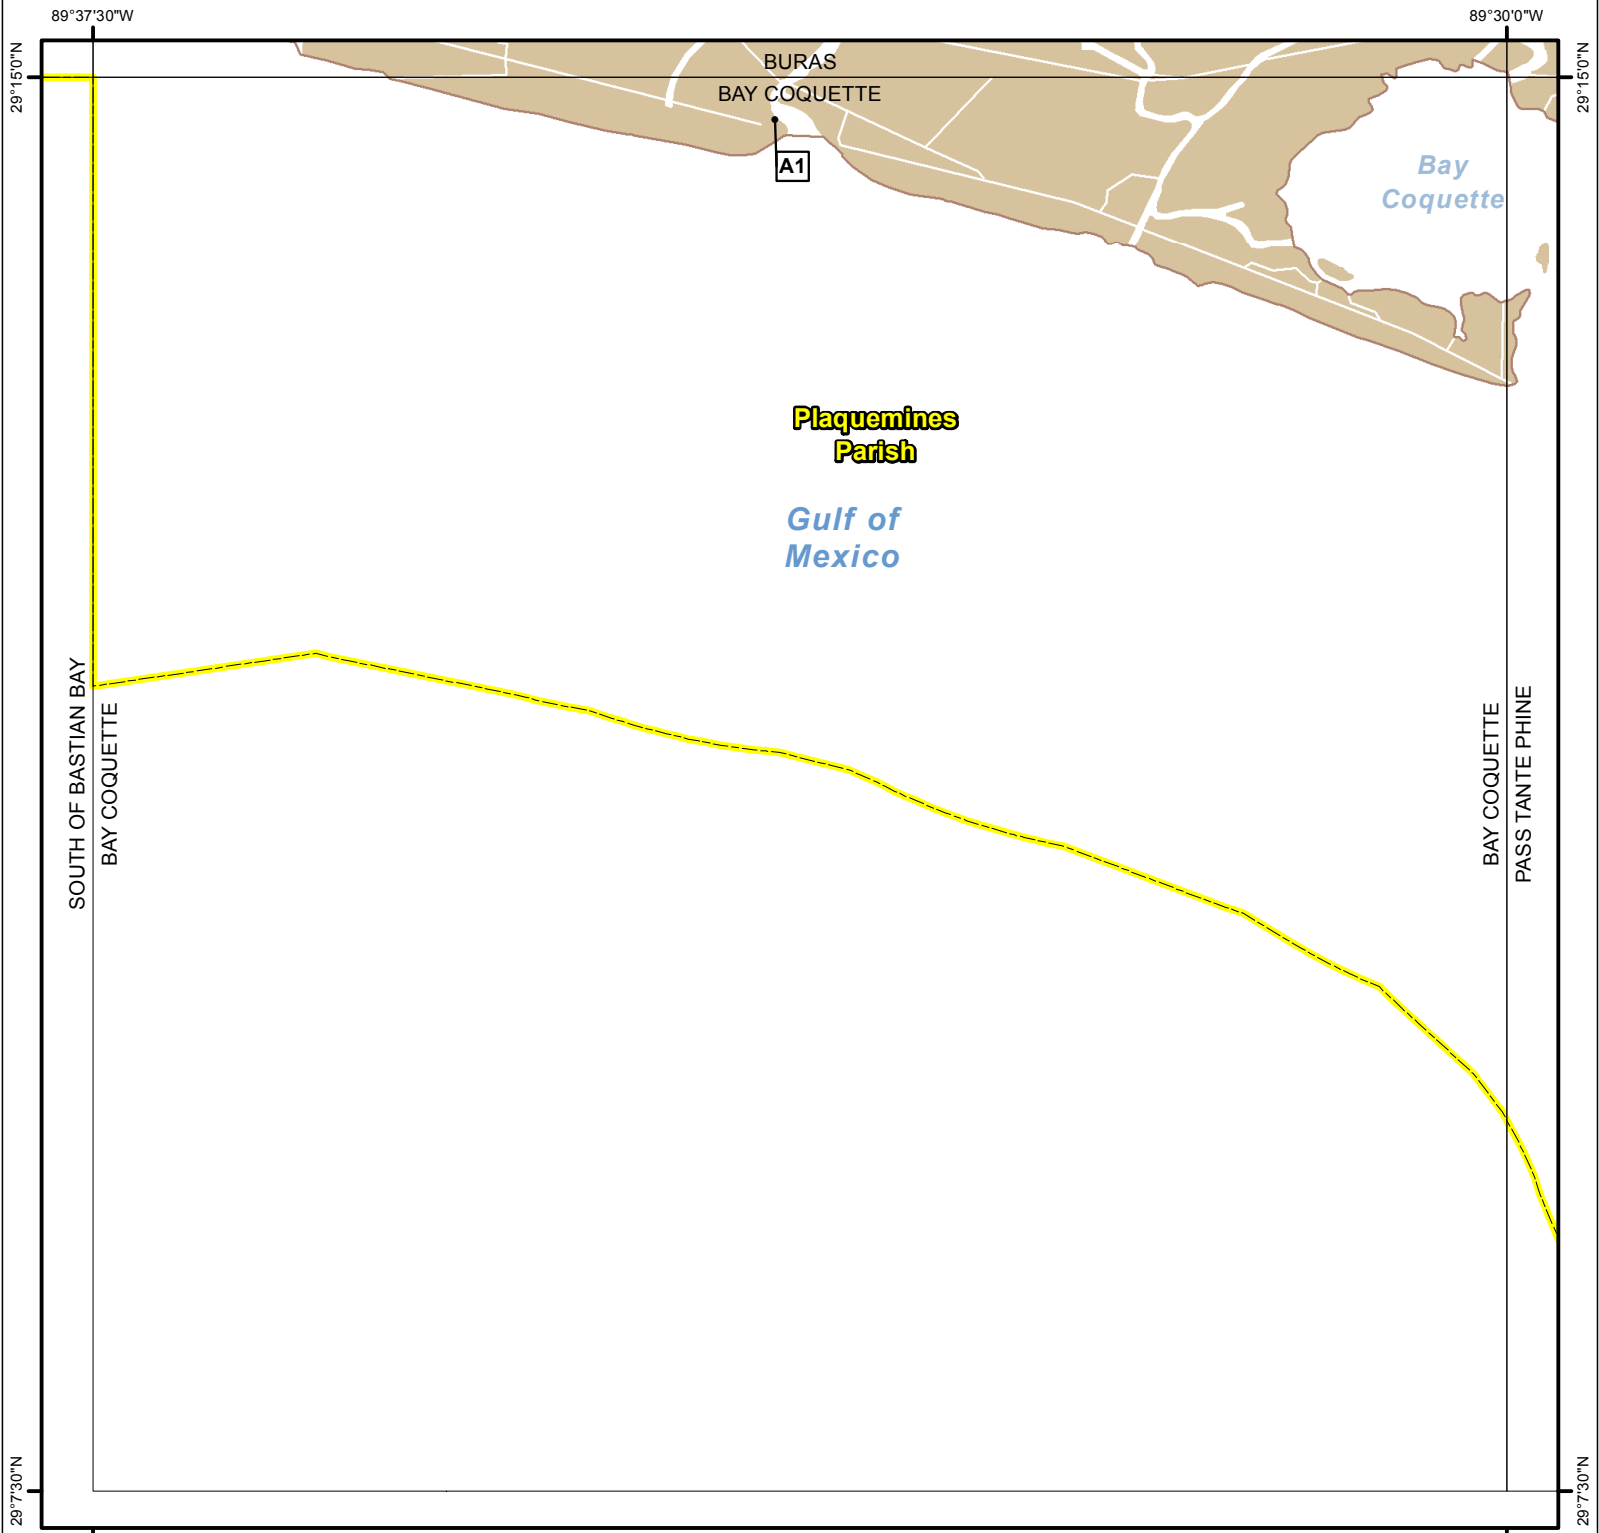 89°37'30"W
89°30'0"W
29°15'0"N
29°15'0"N
BURAS
BAY COQUETTE
A1
Bay
Coquette
Plaquemines
Parish
Gulf of
Mexico
SOUTH OF BASTIAN BAY
BAY COQUETTE
BAY COQUETTE
PASS TANTE PHINE
29°7'30"N
29°7'30"N